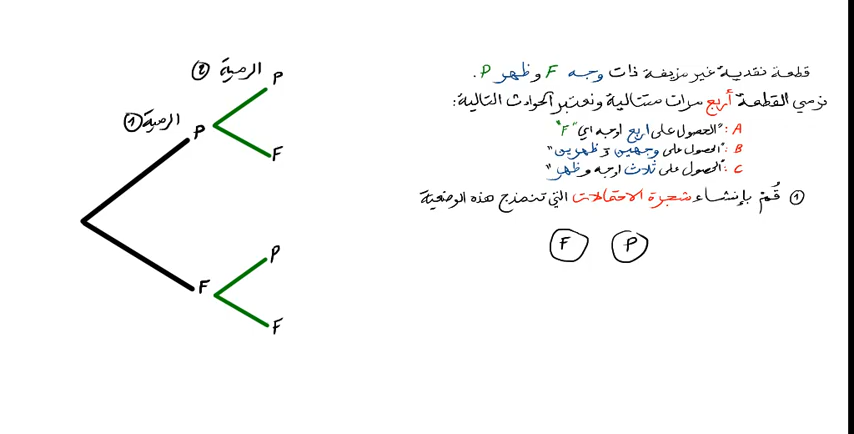 قطعة نقدية غير مزيفة ذات وجه F وظهر P.
نرمي القطعة أربع مرات متتالية ونعتبر الحوادث التالية:
A : "الحصول على اربع اوجه اي F"
B : "الحصول على وجهين و ظهرين"
C : "الحصول على ثلاث اوجه وظهر"
① قُمْ بإنشاء شجرة الاحتمالات التي تنمذج هذه الوضعية
F P
الرمية ②
الرمية ①
P
P
F
F
P
F